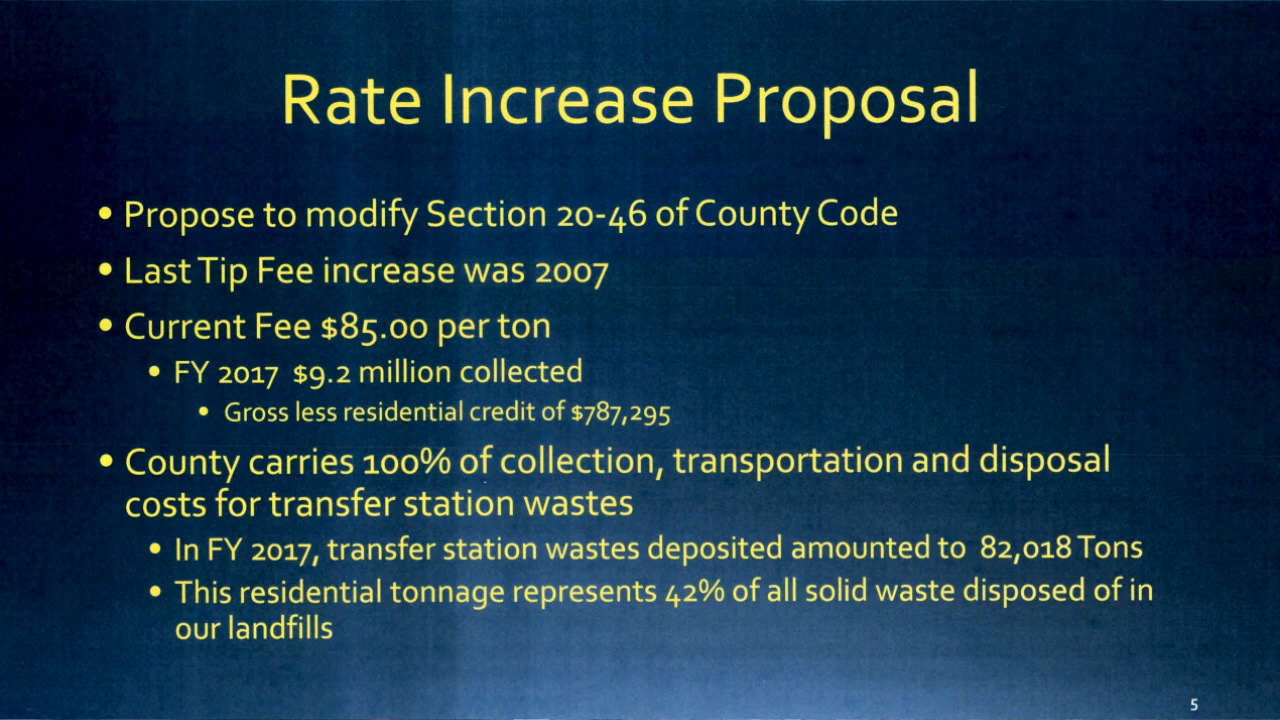 Rate Increase Proposal
• Propose to modify Section 20-46 of County Code
• Last Tip Fee increase was 2007
• Current Fee $85.00 per ton
• FY 2017 $9.2 million collected
• Gross less residential credit of $787,295
• County carries 100% of collection, transportation and disposal
costs for transfer station wastes
• In FY 2017, transfer station wastes deposited amounted to 82,018 Tons
• This residential tonnage represents 42% of all solid waste disposed of in
our landfills
5